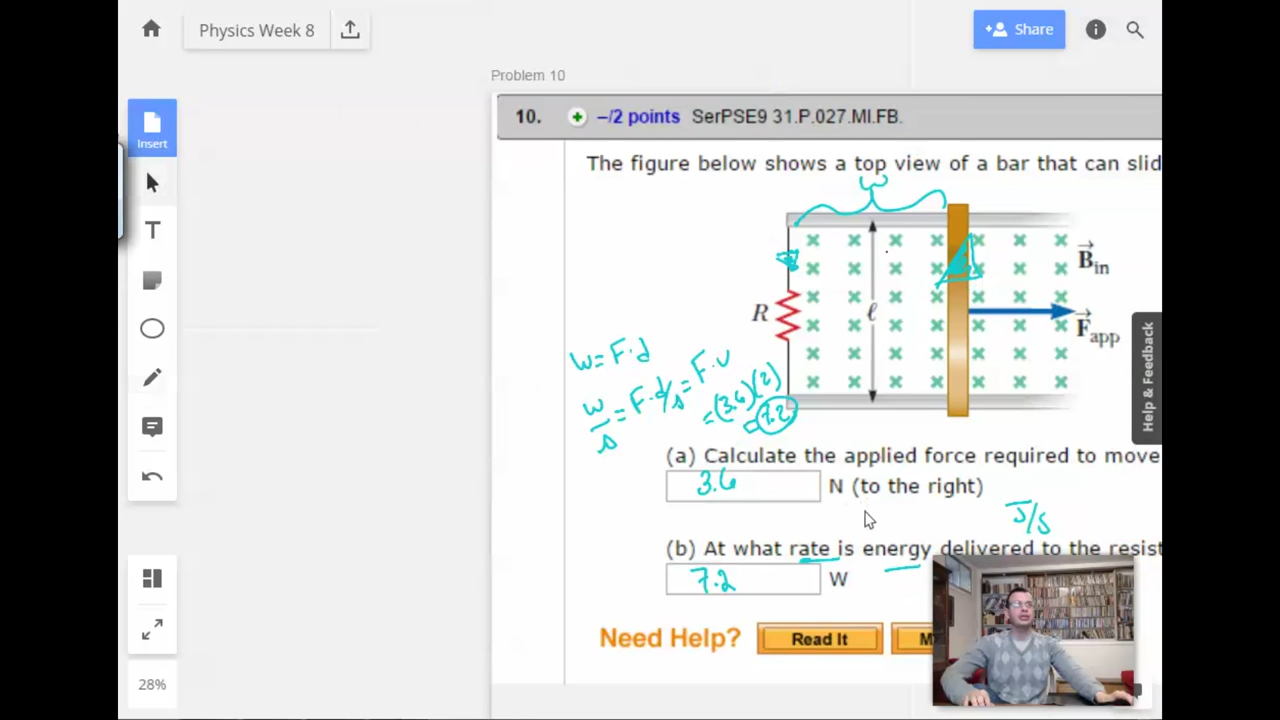 Physics Week 8
Share
Problem 10
Insert
10. -/2 points SerPSE9 31.P.027.MI.FB.
The figure below shows a top view of a bar that can slid
T
w
B in
R
ℓ
F app
W = F·d
W/s = F·d/s = F·v
= (3.6)(2)
= 7.2
Help & Feedback
(a) Calculate the applied force required to move
3.6 N (to the right)
J/s
(b) At what rate is energy delivered to the resist
7.2 W
Need Help? Read It M
28%